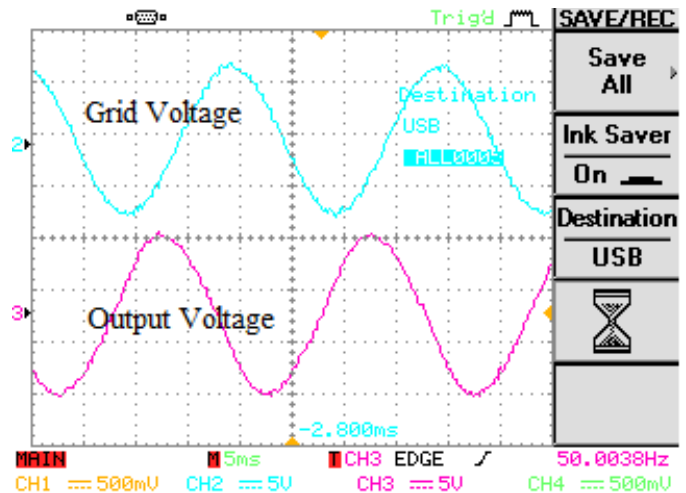 Trig'd
SAVE/REC
Save
All
Ink Saver
On
Destination
USB
Grid Voltage
Destination
USB
ALL0005
2
3
Output Voltage
-2.800ms
MAIN
M 5ms
T CH3 EDGE
50.0038Hz
CH1 500mV
CH2 5V
CH3 5V
CH4 500mV